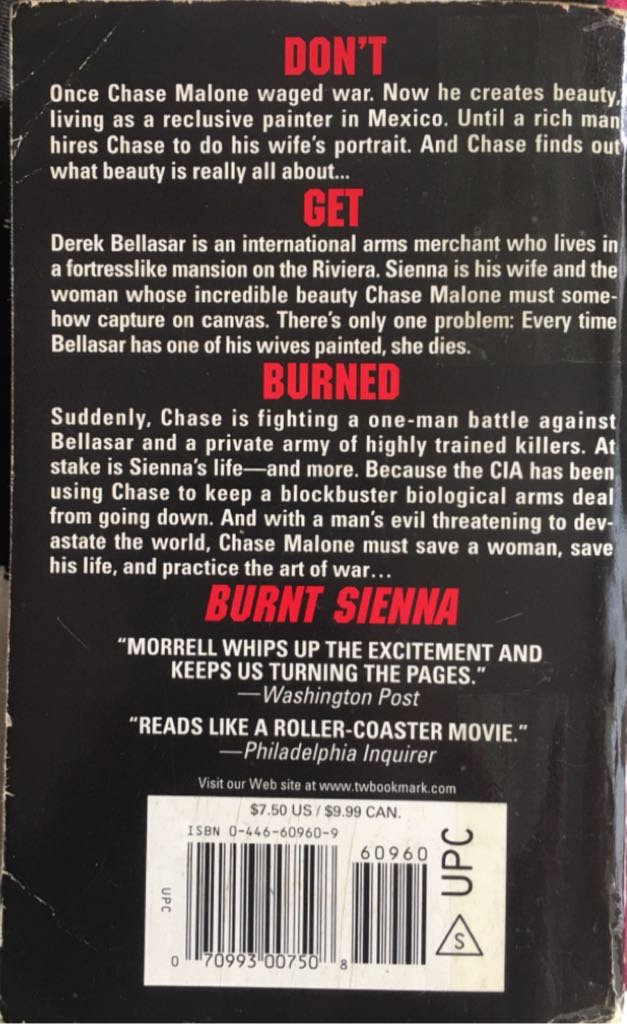 DON'T
Once Chase Malone waged war. Now he creates beauty,
living as a reclusive painter in Mexico. Until a rich man
hires Chase to do his wife's portrait. And Chase finds out
what beauty is really all about...
GET
Derek Bellasar is an international arms merchant who lives in
a fortresslike mansion on the Riviera. Sienna is his wife and the
woman whose incredible beauty Chase Malone must some-
how capture on canvas. There's only one problem: Every time
Bellasar has one of his wives painted, she dies.
BURNED
Suddenly, Chase is fighting a one-man battle against
Bellasar and a private army of highly trained killers. At
stake is Sienna's life—and more. Because the CIA has been
using Chase to keep a blockbuster biological arms deal
from going down. And with a man's evil threatening to dev-
astate the world, Chase Malone must save a woman, save
his life, and practice the art of war...
BURNT SIENNA
"MORRELL WHIPS UP THE EXCITEMENT AND
KEEPS US TURNING THE PAGES."
—Washington Post
"READS LIKE A ROLLER-COASTER MOVIE."
—Philadelphia Inquirer
Visit our Web site at www.twbookmark.com
$7.50 US / $9.99 CAN.
ISBN 0-446-60960-9
60960
UPC
UPC
S
0 70993 00750 8